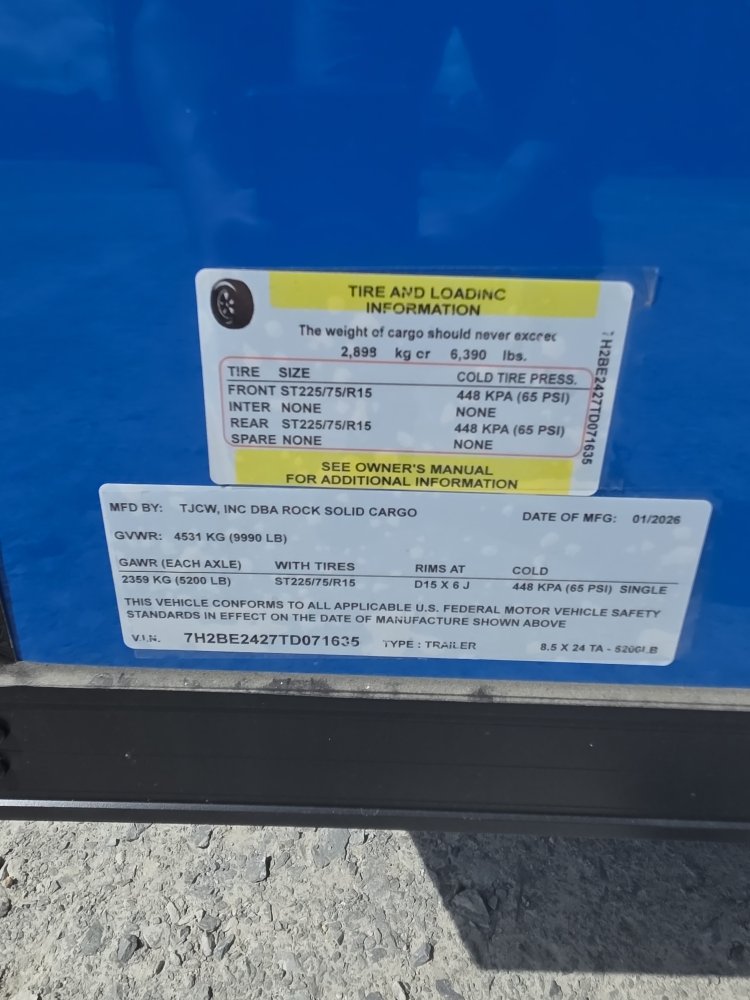 TIRE AND LOADING
INFORMATION
The weight of cargo should never exceed
2,898 kg or 6,390 lbs.
TIRE SIZE COLD TIRE PRESS.
FRONT ST225/75/R15 448 KPA (65 PSI)
INTER NONE NONE
REAR ST225/75/R15 448 KPA (65 PSI)
SPARE NONE NONE
SEE OWNER'S MANUAL
FOR ADDITIONAL INFORMATION
7H2BE2427TD071635
MFD BY: TJCW, INC DBA ROCK SOLID CARGO DATE OF MFG: 01/2026
GVWR: 4531 KG (9990 LB)
GAWR (EACH AXLE) WITH TIRES RIMS AT COLD
2359 KG (5200 LB) ST225/75/R15 D15 X 6 J 448 KPA (65 PSI) SINGLE
THIS VEHICLE CONFORMS TO ALL APPLICABLE U.S. FEDERAL MOTOR VEHICLE SAFETY
STANDARDS IN EFFECT ON THE DATE OF MANUFACTURE SHOWN ABOVE
V.I.N. 7H2BE2427TD071635 TYPE : TRAILER 8.5 X 24 TA - 5200LB